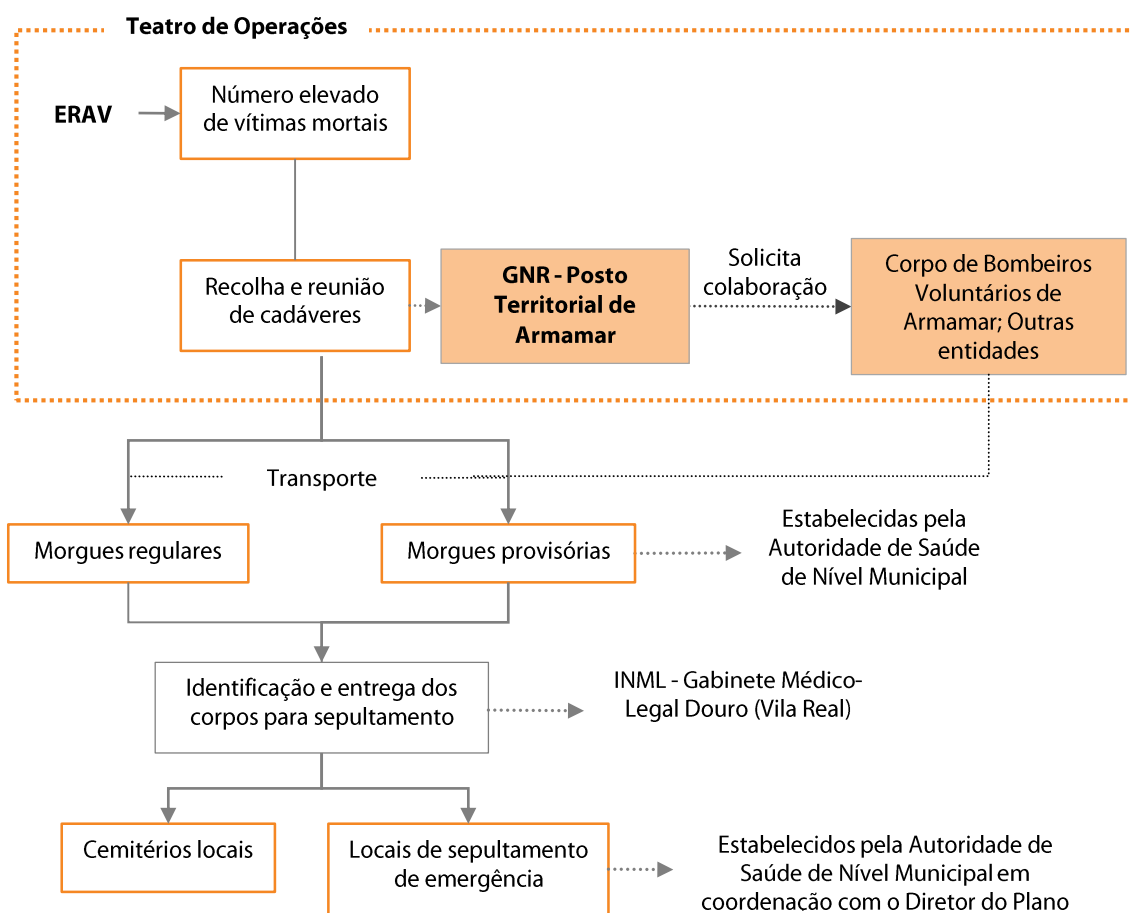 Teatro de Operações
ERAV
Número elevado
de vítimas mortais
Recolha e reunião
de cadáveres
GNR - Posto
Territorial de
Armamar
Solicita
colaboração
Corpo de Bombeiros
Voluntários de
Armamar; Outras
entidades
Transporte
Morgues regulares
Morgues provisórias
Estabelecidas pela
Autoridade de Saúde
de Nível Municipal
Identificação e entrega dos
corpos para sepultamento
INML - Gabinete Médico-
Legal Douro (Vila Real)
Cemitérios locais
Locais de sepultamento
de emergência
Estabelecidos pela Autoridade de
Saúde de Nível Municipal em
coordenação com o Diretor do Plano